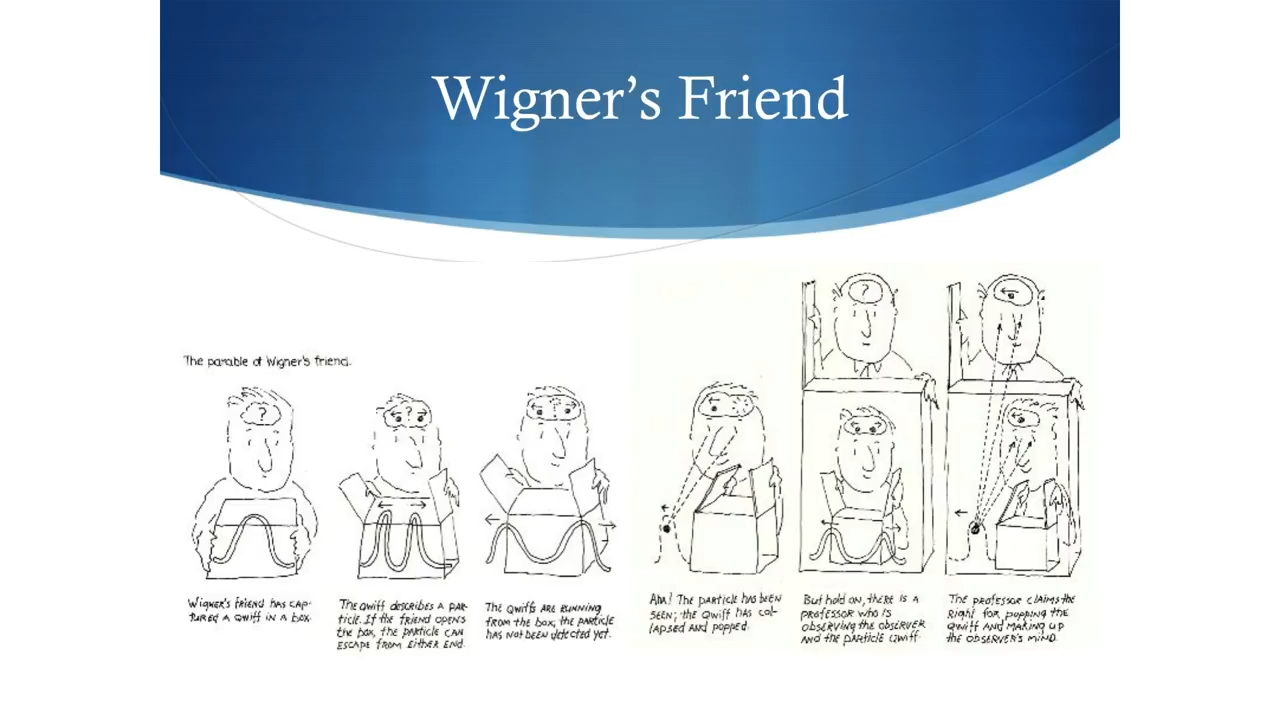 Wigner's Friend
The parable of Wigner's friend.
?
?
?
?
Wigner's friend has cap-
tured a qwiff in a box.
The qwiff describes a par-
ticle. If the friend opens
the box, the particle can
escape from either end.
The qwiff are running
from the box; the particle
has not been detected yet.
Aha! The particle has been
seen; the qwiff has col-
lapsed and popped.
But hold on, there is a
professor who is
observing the observer
and the particle qwiff.
The professor claims the
right for popping the
qwiff and making up
the observer's mind.